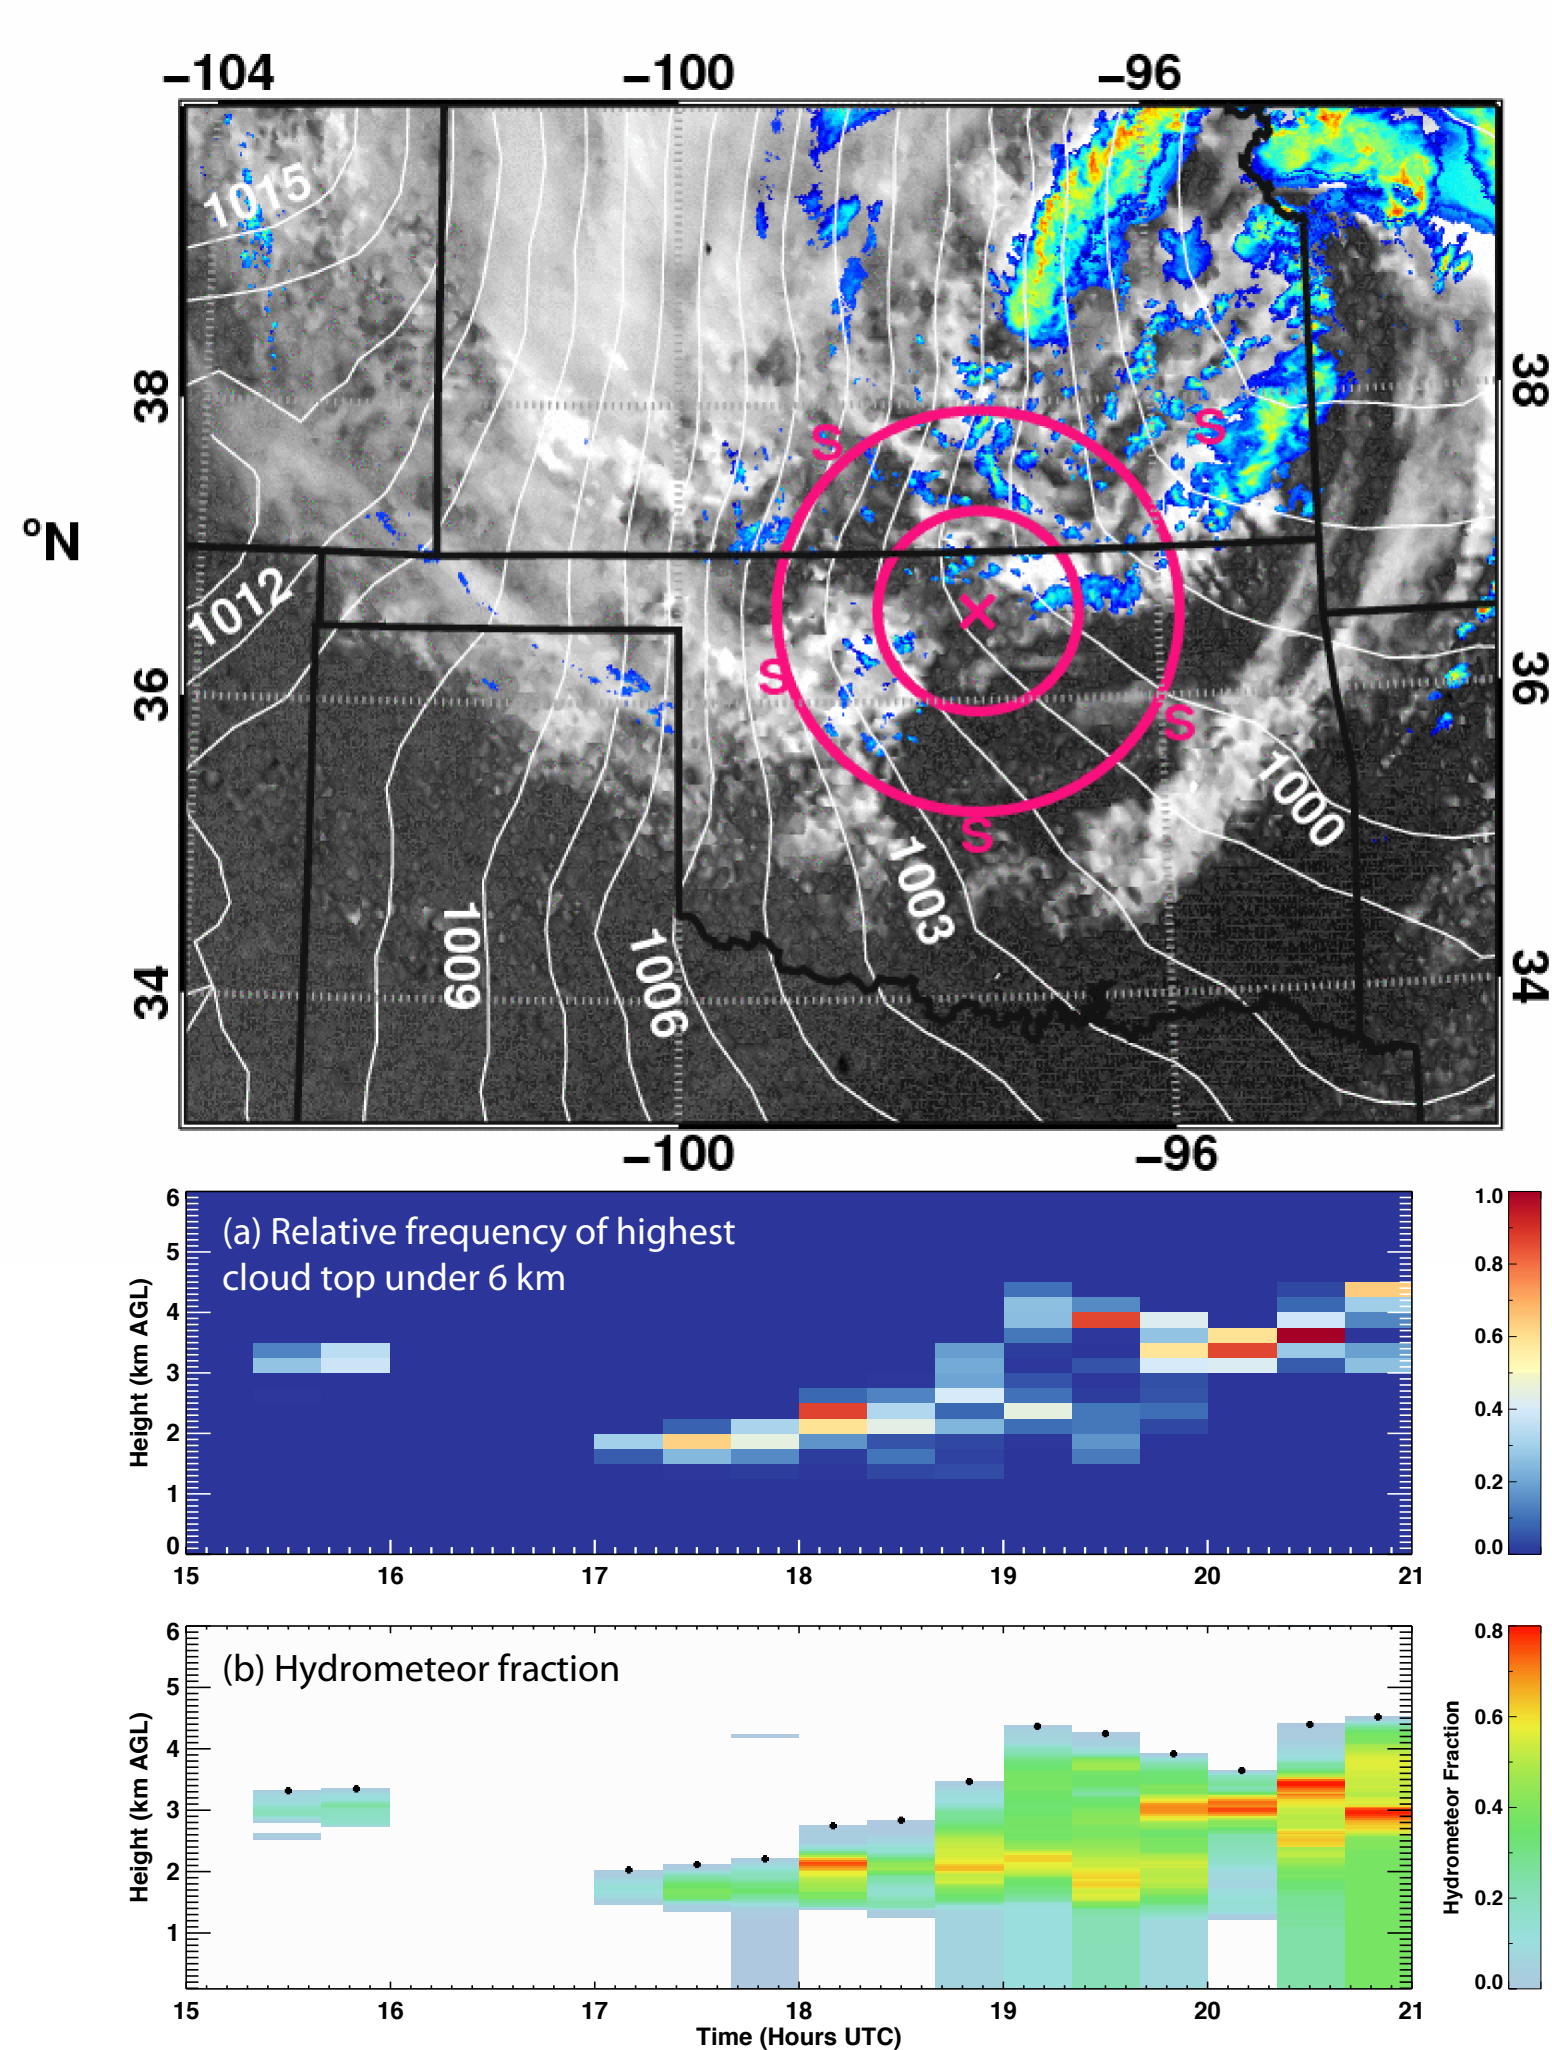 −104 −100 −96
1015
38 38
S S
°N
1012
X
36 36
S
S
1000
S
1003
1009
1006
34 34
−100 −96
6
(a) Relative frequency of highest
cloud top under 6 km
5
4
3
2
1
0
Height (km AGL)
15 16 17 18 19 20 21
1.0
0.8
0.6
0.4
0.2
0.0
6
(b) Hydrometeor fraction
5
4
3
2
1
Height (km AGL)
15 16 17 18 19 20 21
Time (Hours UTC)
0.8
0.6
0.4
0.2
0.0
Hydrometeor Fraction